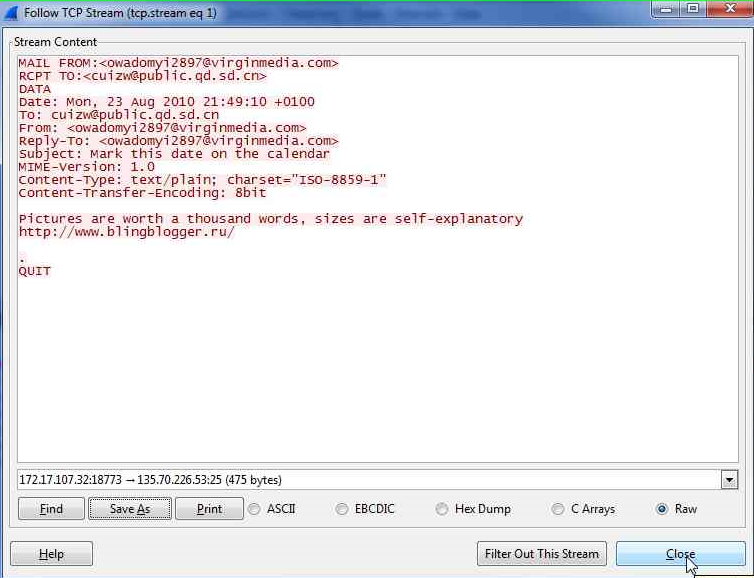 Follow TCP Stream (tcp.stream eq 1)
Stream Content
MAIL FROM:<owadomyi2897@virginmedia.com>
RCPT TO:<cuizw@public.qd.sd.cn>
DATA
Date: Mon, 23 Aug 2010 21:49:10 +0100
To: cuizw@public.qd.sd.cn
From: <owadomyi2897@virginmedia.com>
Reply-To: <owadomyi2897@virginmedia.com>
Subject: Mark this date on the calendar
MIME-Version: 1.0
Content-Type: text/plain; charset="ISO-8859-1"
Content-Transfer-Encoding: 8bit
Pictures are worth a thousand words, sizes are self-explanatory
http://www.blingblogger.ru/
.
QUIT
172.17.107.32:18773 → 135.70.226.53:25 (475 bytes)
Find Save As Print ASCII EBCDIC Hex Dump C Arrays Raw
Help Filter Out This Stream Close